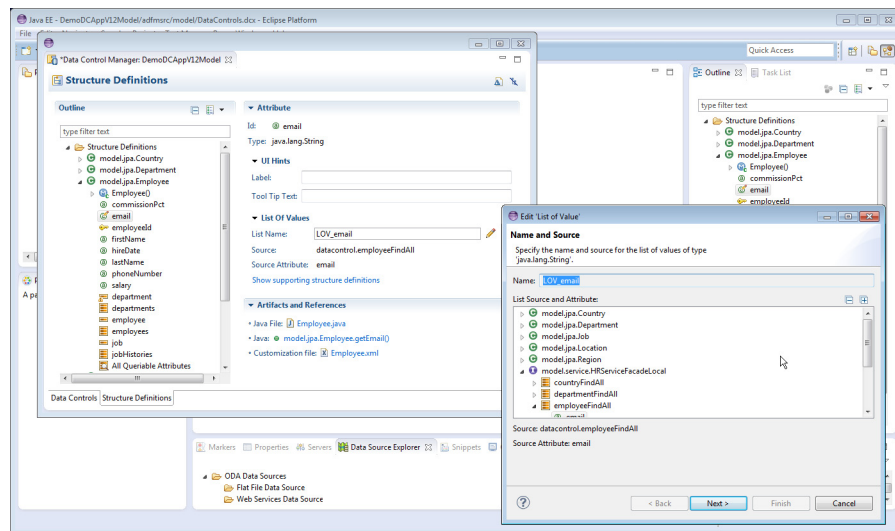 Java EE - DemoDCAppV12Model/adfmsrc/model/DataControls.dcx - Eclipse Platform
File
Quick Access
*Data Control Manager: DemoDCAppV12Model
Structure Definitions
Outline
type filter text
Structure Definitions
model.jpa.Country
model.jpa.Department
model.jpa.Employee
Employee()
commissionPct
email
employeeId
firstName
hireDate
lastName
phoneNumber
salary
department
departments
employee
employees
job
jobHistories
All Queriable Attributes
Data Controls Structure Definitions
Attribute
Id: email
Type: java.lang.String
UI Hints
Label:
Tool Tip Text:
List Of Values
List Name: LOV_email
Source: datacontrol.employeeFindAll
Source Attribute: email
Show supporting structure definitions
Artifacts and References
Java File: Employee.java
Java: model.jpa.Employee.getEmail()
Customization file: Employee.xml
Outline Task List
type filter text
Structure Definitions
model.jpa.Country
model.jpa.Department
model.jpa.Employee
Employee()
commissionPct
email
employeeId
A pa
Edit 'List of Value'
Name and Source
Specify the name and source for the list of values of type
'java.lang.String'.
Name: LOV_email
List Source and Attribute:
model.jpa.Country
model.jpa.Department
model.jpa.Job
model.jpa.Location
model.jpa.Region
model.service.HRServiceFacadeLocal
countryFindAll
departmentFindAll
employeeFindAll
email
Source: datacontrol.employeeFindAll
Source Attribute: email
< Back Next > Finish Cancel
Markers Properties Servers Data Source Explorer Snippets
ODA Data Sources
Flat File Data Source
Web Services Data Source